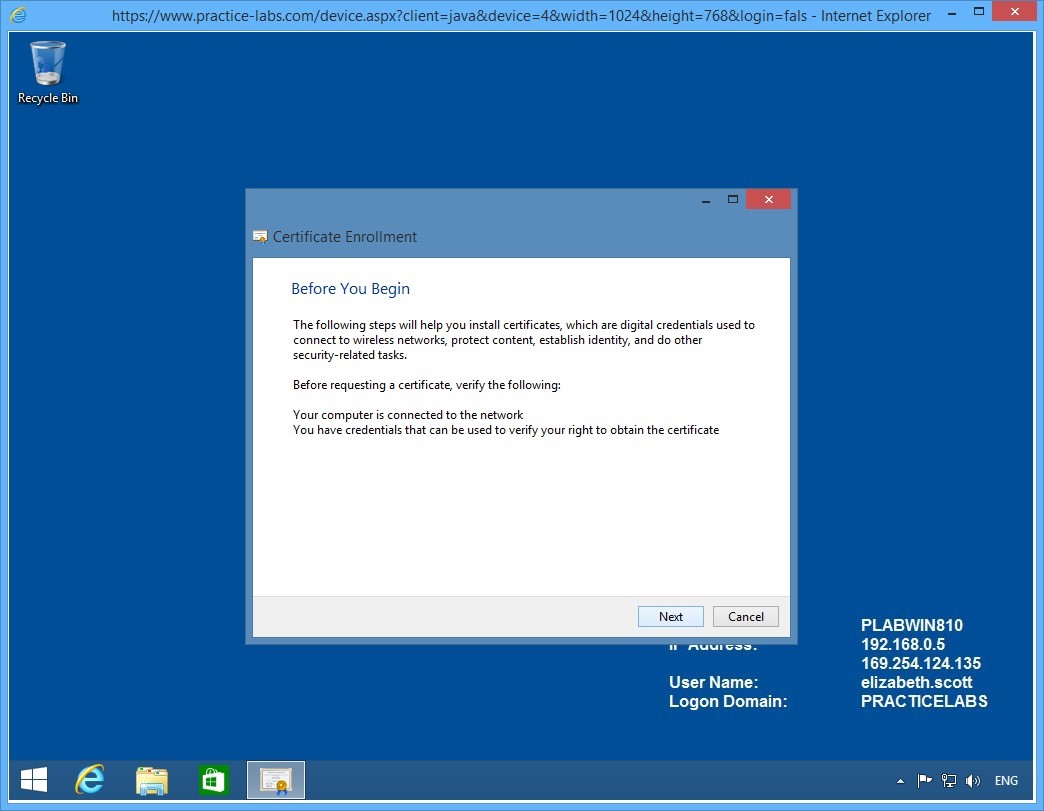 https://www.practice-labs.com/device.aspx?client=java&device=4&width=1024&height=768&login=fals - Internet Explorer
Recycle Bin
Certificate Enrollment
Before You Begin
The following steps will help you install certificates, which are digital credentials used to
connect to wireless networks, protect content, establish identity, and do other
security-related tasks.
Before requesting a certificate, verify the following:
Your computer is connected to the network
You have credentials that can be used to verify your right to obtain the certificate
Next Cancel
PLABWIN810
IP Address: 192.168.0.5
169.254.124.135
User Name: elizabeth.scott
Logon Domain: PRACTICELABS
ENG